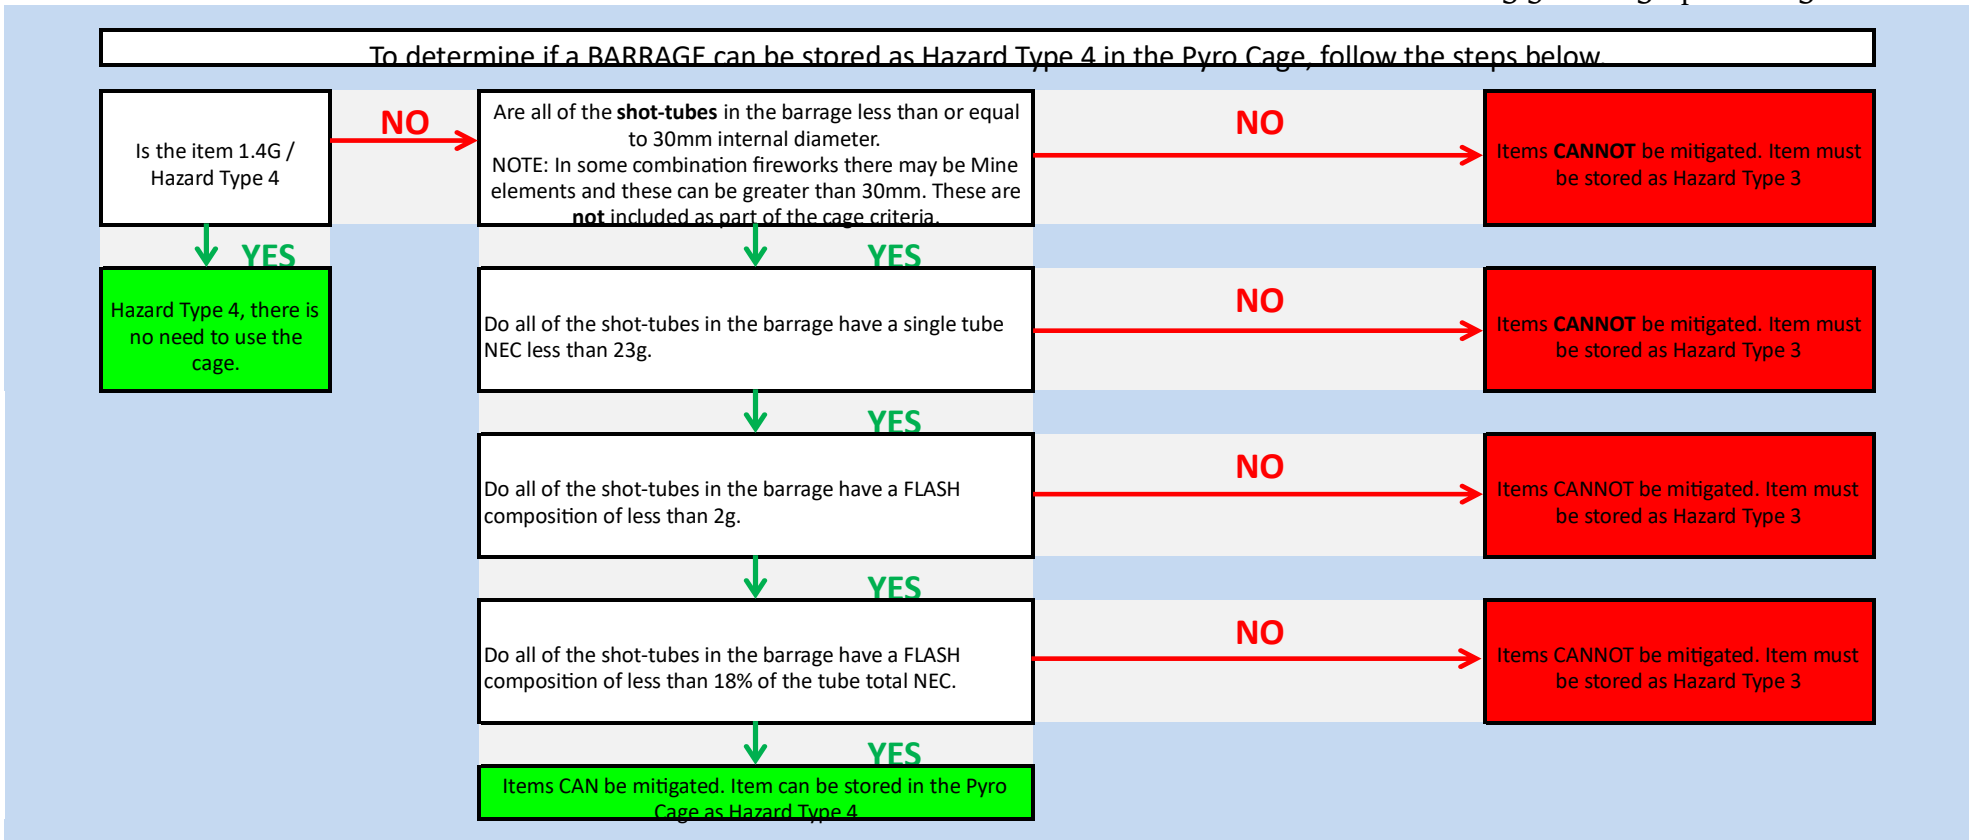 To determine if a BARRAGE can be stored as Hazard Type 4 in the Pyro Cage, follow the steps below.
Is the item 1.4G /
Hazard Type 4
NO
Are all of the shot-tubes in the barrage less than or equal
to 30mm internal diameter.
NOTE: In some combination fireworks there may be Mine
elements and these can be greater than 30mm. These are
not included as part of the cage criteria.
NO
Items CANNOT be mitigated. Item must
be stored as Hazard Type 3
YES
YES
Hazard Type 4, there is
no need to use the
cage.
Do all of the shot-tubes in the barrage have a single tube
NEC less than 23g.
NO
Items CANNOT be mitigated. Item must
be stored as Hazard Type 3
YES
Do all of the shot-tubes in the barrage have a FLASH
composition of less than 2g.
NO
Items CANNOT be mitigated. Item must
be stored as Hazard Type 3
YES
Do all of the shot-tubes in the barrage have a FLASH
composition of less than 18% of the tube total NEC.
NO
Items CANNOT be mitigated. Item must
be stored as Hazard Type 3
YES
Items CAN be mitigated. Item can be stored in the Pyro
Cage as Hazard Type 4